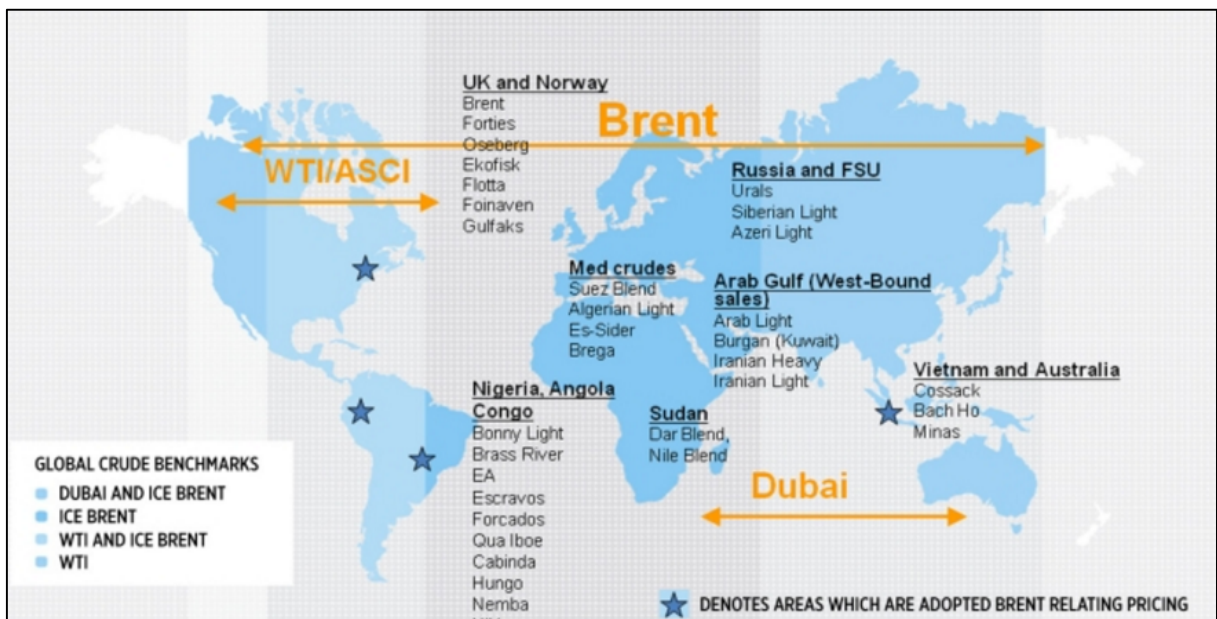 UK and Norway
Brent
Forties
Oseberg
Ekofisk
Flotta
Foinaven
Gulfaks
Brent
WTI/ASCI
Russia and FSU
Urals
Siberian Light
Azeri Light
Med crudes
Suez Blend
Algerian Light
Es-Sider
Brega
Arab Gulf (West-Bound
sales)
Arab Light
Burgan (Kuwait)
Iranian Heavy
Iranian Light
Vietnam and Australia
Cossack
Bach Ho
Minas
Nigeria, Angola
Congo
Bonny Light
Brass River
EA
Escravos
Forcados
Qua Iboe
Cabinda
Hungo
Nemba
Sudan
Dar Blend,
Nile Blend
Dubai
GLOBAL CRUDE BENCHMARKS
DUBAI AND ICE BRENT
ICE BRENT
WTI AND ICE BRENT
WTI
DENOTES AREAS WHICH ARE ADOPTED BRENT RELATING PRICING